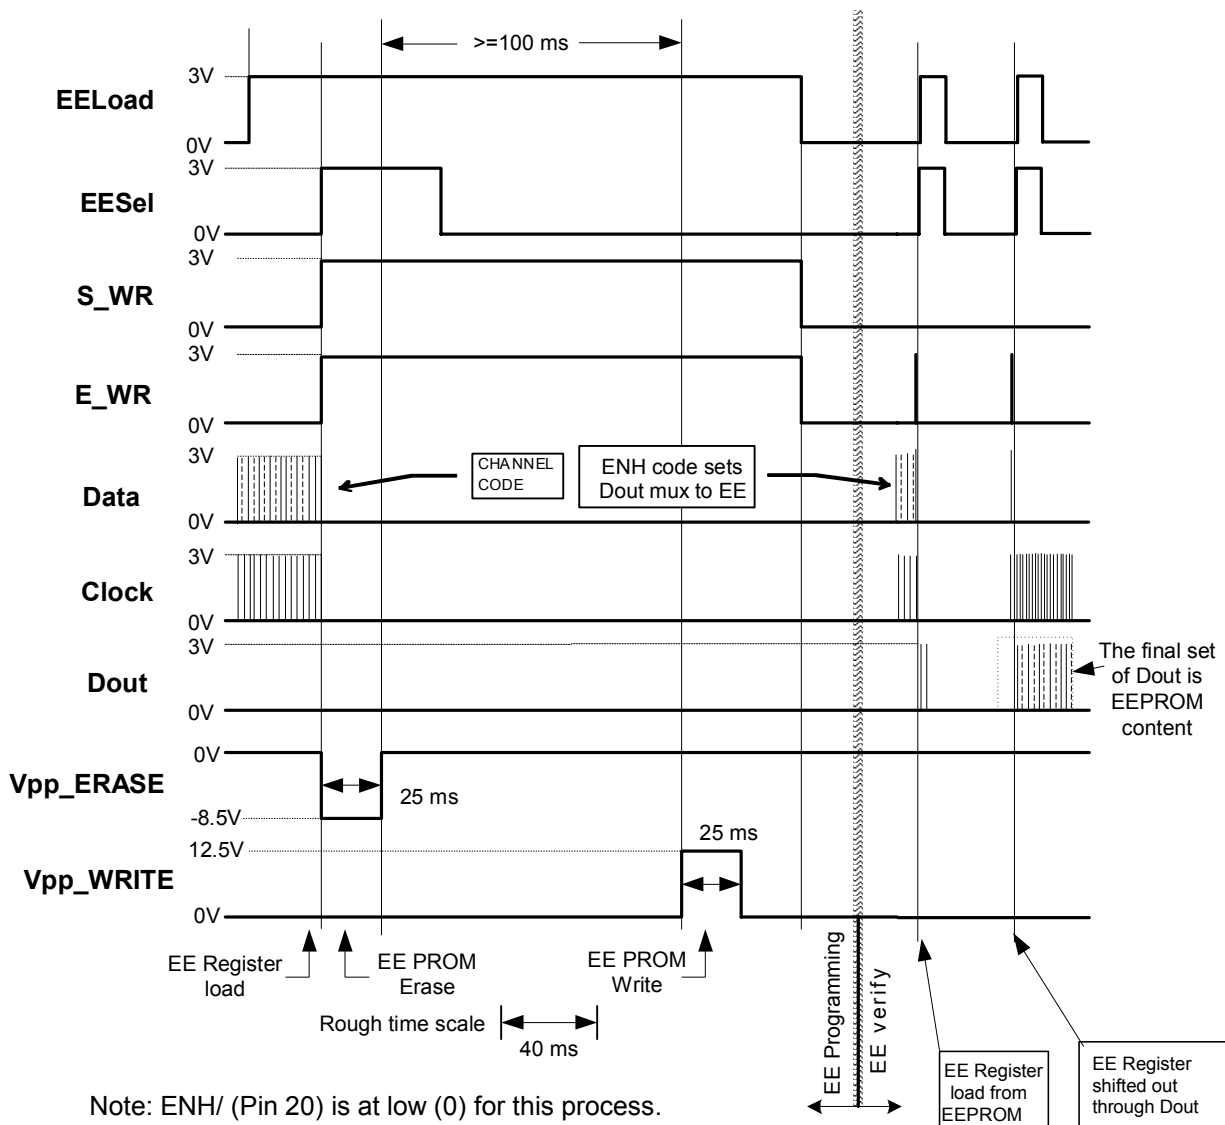 >=100 ms
3V
EELoad
0V
3V
EESel
0V
3V
S_WR
0V
3V
E_WR
0V
3V
CHANNEL
CODE
ENH code sets
Dout mux to EE
Data
0V
3V
Clock
0V
3V
Dout
0V
The final set
of Dout is
EEPROM
content
0V
Vpp_ERASE
25 ms
-8.5V
12.5V
25 ms
Vpp_WRITE
0V
EE Register
load
EE PROM
Erase
EE PROM
Write
EE Programming
EE verify
Rough time scale
40 ms
EE Register
load from
EEPROM
EE Register
shifted out
through Dout
Note: ENH/ (Pin 20) is at low (0) for this process.